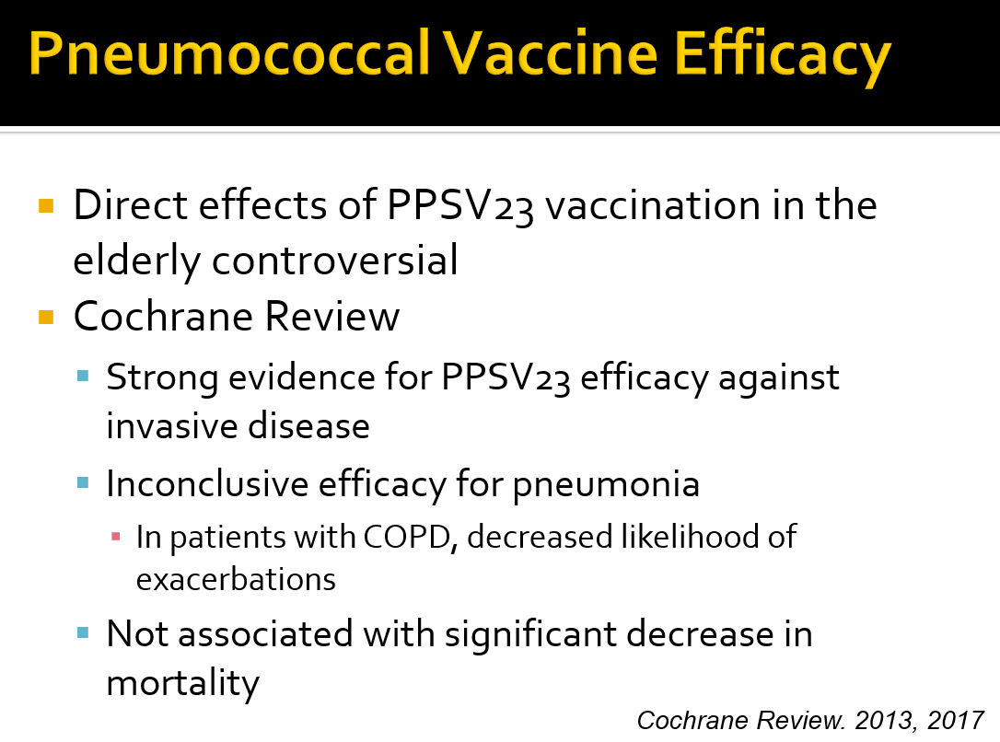 Pneumococcal Vaccine Efficacy
Direct effects of PPSV23 vaccination in the
elderly controversial
Cochrane Review
Strong evidence for PPSV23 efficacy against
invasive disease
Inconclusive efficacy for pneumonia
In patients with COPD, decreased likelihood of
exacerbations
Not associated with significant decrease in
mortality
Cochrane Review. 2013, 2017